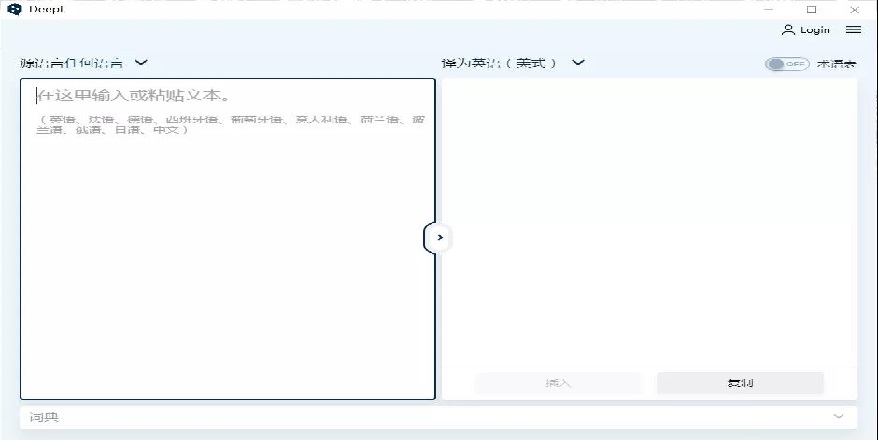 DeepL
Login
源语言任何语言
译为英语（美式）
OFF
术语表
在这里输入或粘贴文本。
（英语、法语、德语、西班牙语、葡萄牙语、意大利语、荷兰语、波
兰语、俄语、日语、中文）
插入
复制
词典